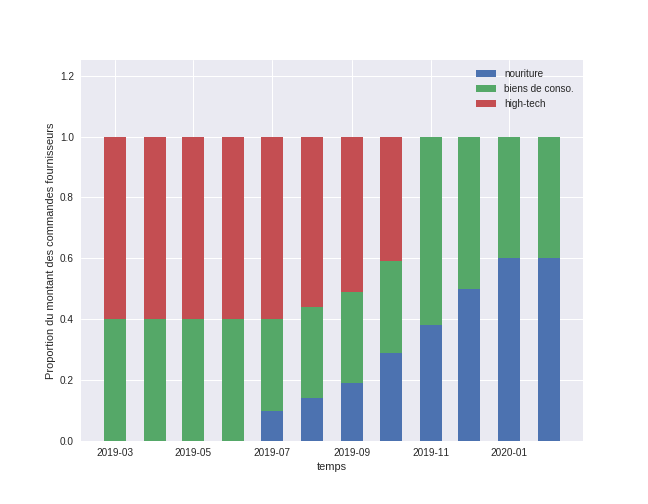 nouriture
biens de conso.
high-tech
1.2
1.0
0.8
0.6
0.4
0.2
0.0
Proportion du montant des commandes fournisseurs
2019-03 2019-05 2019-07 2019-09 2019-11 2020-01
temps